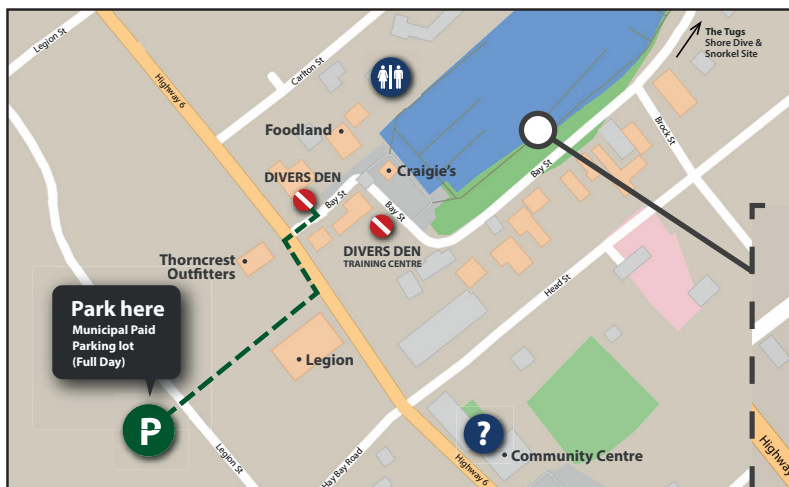 Legion St
Highway 6
Carlton St
The Tugs
Shore Dive &
Snorkel Site
Foodland
Brock St
Craigie's
DIVERS DEN
Bay St
Bay St
Bay St
DIVERS DEN
TRAINING CENTRE
Thorncrest
Outfitters
Head St
Park here
Municipal Paid
Parking lot
(Full Day)
Legion
P
?
Community Centre
Legion St
Hay Bay Road
Highway 6
Highway